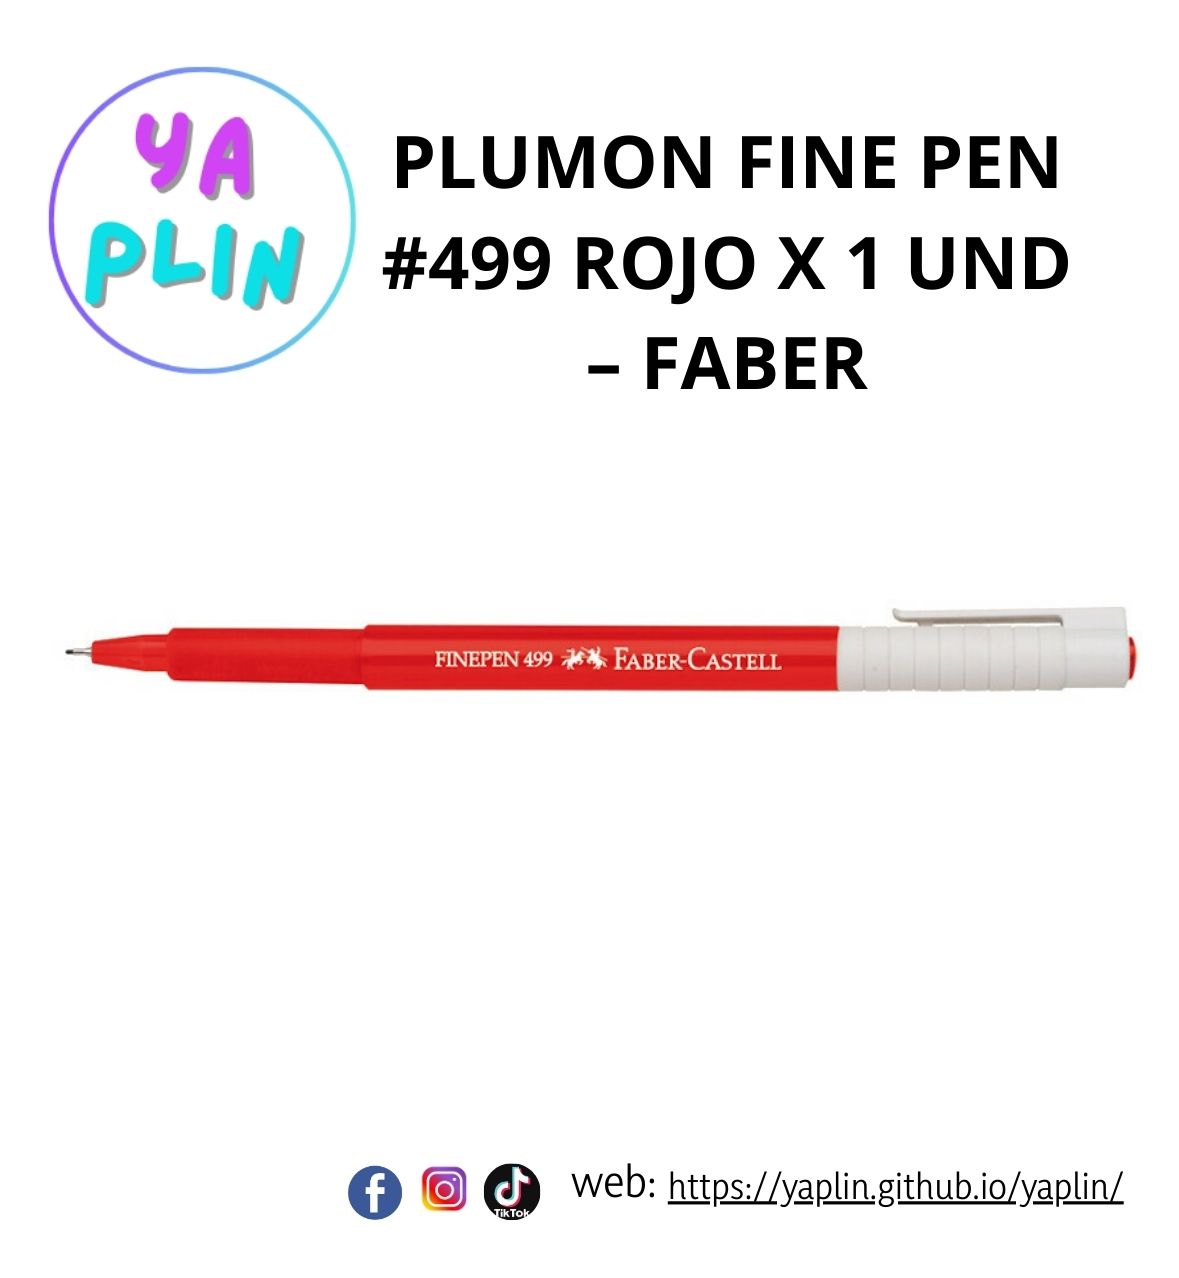 YA
PLIN
PLUMON FINE PEN
#499 ROJO X 1 UND
– FABER
FINEPEN 499 FABER-CASTELL
TikTok
web: https://yaplin.github.io/yaplin/